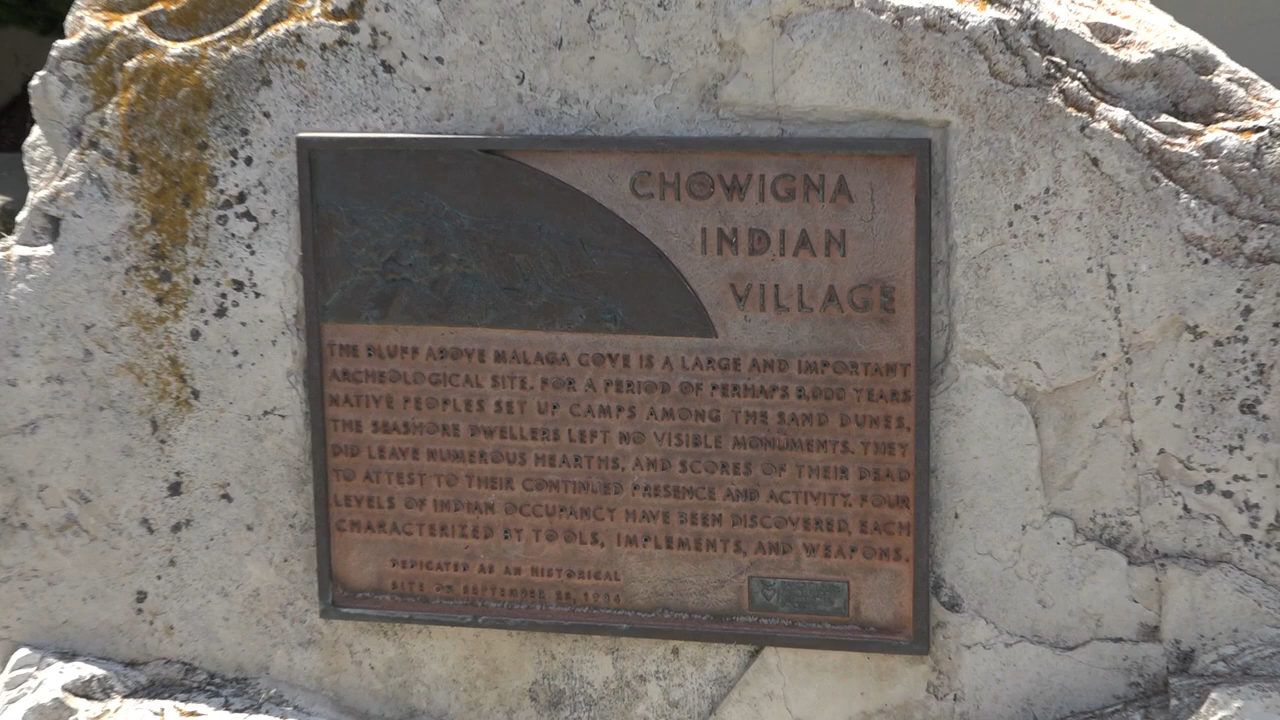 CHOWIGNA
INDIAN
VILLAGE
THE BLUFF ABOVE MALAGA COVE IS A LARGE AND IMPORTANT
ARCHEOLOGICAL SITE. FOR A PERIOD OF PERHAPS 8,000 YEARS
NATIVE PEOPLES SET UP CAMPS AMONG THE SAND DUNES.
THE SEASHORE DWELLERS LEFT NO VISIBLE MONUMENTS. THEY
DID LEAVE NUMEROUS HEARTHS, AND SCORES OF THEIR DEAD
TO ATTEST TO THEIR CONTINUED PRESENCE AND ACTIVITY. FOUR
LEVELS OF INDIAN OCCUPANCY HAVE BEEN DISCOVERED, EACH
CHARACTERIZED BY TOOLS, IMPLEMENTS, AND WEAPONS.
DEDICATED AS AN HISTORICAL
SITE ON SEPTEMBER